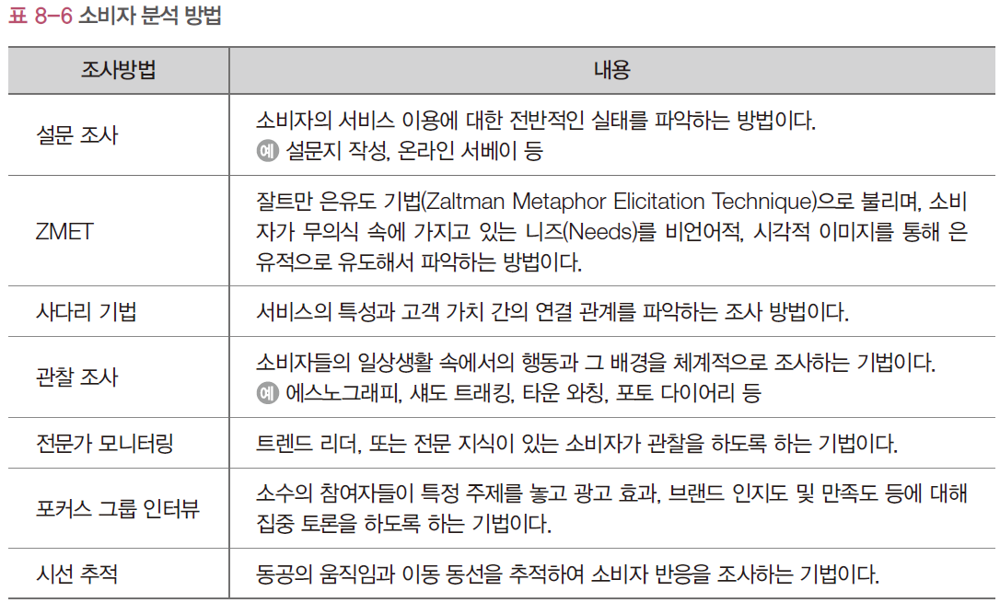 표 8-6 소비자 분석 방법
조사방법
내용
설문 조사
소비자의 서비스 이용에 대한 전반적인 실태를 파악하는 방법이다.
예 설문지 작성, 온라인 서베이 등
ZMET
잘트만 은유도 기법(Zaltman Metaphor Elicitation Technique)으로 불리며, 소비
자가 무의식 속에 가지고 있는 니즈(Needs)를 비언어적, 시각적 이미지를 통해 은
유적으로 유도해서 파악하는 방법이다.
사다리 기법
서비스의 특성과 고객 가치 간의 연결 관계를 파악하는 조사 방법이다.
관찰 조사
소비자들의 일상생활 속에서의 행동과 그 배경을 체계적으로 조사하는 기법이다.
예 에스노그래피, 섀도 트래킹, 타운 와칭, 포토 다이어리 등
전문가 모니터링
트렌드 리더, 또는 전문 지식이 있는 소비자가 관찰을 하도록 하는 기법이다.
포커스 그룹 인터뷰
소수의 참여자들이 특정 주제를 놓고 광고 효과, 브랜드 인지도 및 만족도 등에 대해
집중 토론을 하도록 하는 기법이다.
시선 추적
동공의 움직임과 이동 동선을 추적하여 소비자 반응을 조사하는 기법이다.